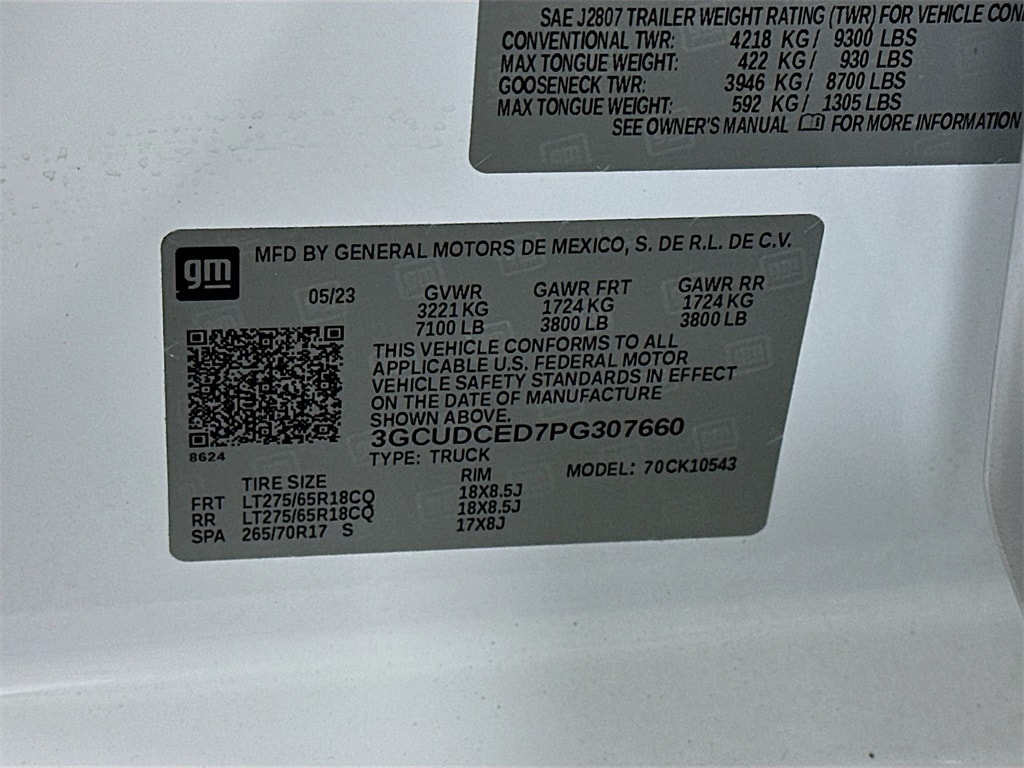 SAE J2807 TRAILER WEIGHT RATING (TWR) FOR VEHICLE
CONVENTIONAL TWR: 4218 KG/ 9300 LBS
MAX TONGUE WEIGHT: 422 KG/ 930 LBS
GOOSENECK TWR: 3946 KG/ 8700 LBS
MAX TONGUE WEIGHT: 592 KG/ 1305 LBS
SEE OWNER'S MANUAL FOR MORE INFORMATION
gm
MFD BY GENERAL MOTORS DE MEXICO, S. DE R.L. DE C.V.
05/23 GVWR GAWR FRT GAWR RR
3221 KG 1724 KG 1724 KG
7100 LB 3800 LB 3800 LB
THIS VEHICLE CONFORMS TO ALL
APPLICABLE U.S. FEDERAL MOTOR
VEHICLE SAFETY STANDARDS IN EFFECT
ON THE DATE OF MANUFACTURE
SHOWN ABOVE.
3GCUDCED7PG307660
8624
TYPE: TRUCK MODEL: 70CK10543
TIRE SIZE RIM
FRT LT275/65R18CQ 18X8.5J
RR LT275/65R18CQ 18X8.5J
SPA 265/70R17 S 17X8J